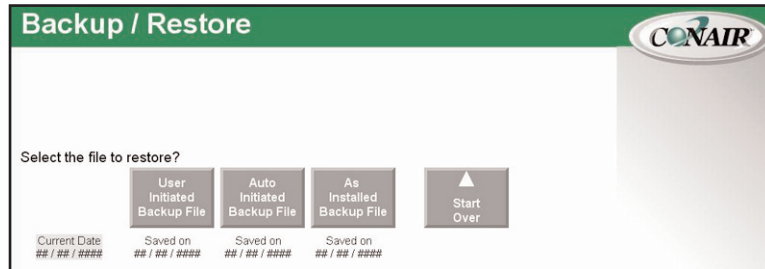 Backup / Restore
CONAIR
Select the file to restore?
User
Initiated
Backup File
Auto
Initiated
Backup File
As
Installed
Backup File
Start
Over
Current Date
## / ## / ####
Saved on
## / ## / ####
Saved on
## / ## / ####
Saved on
## / ## / ####